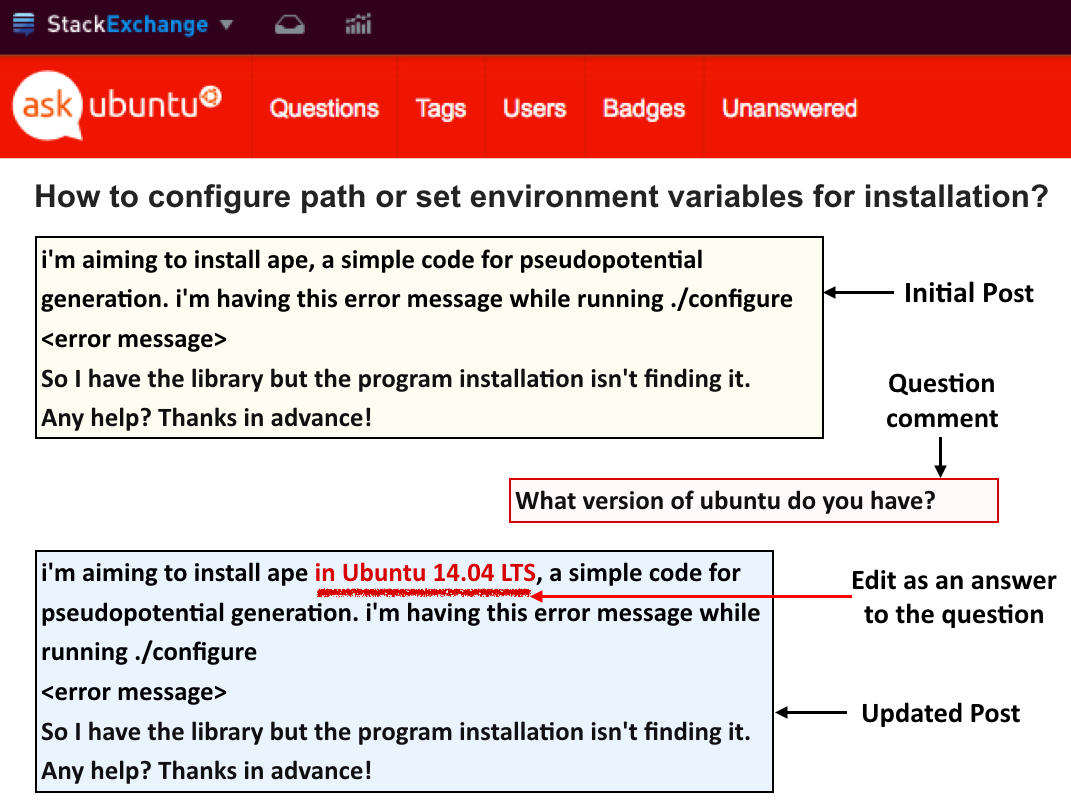 StackExchange
ask ubuntu Questions Tags Users Badges Unanswered
How to configure path or set environment variables for installation?
i'm aiming to install ape, a simple code for pseudopotential
generation. i'm having this error message while running ./configure
<error message>
So I have the library but the program installation isn't finding it.
Any help? Thanks in advance!
Initial Post
Question
comment
What version of ubuntu do you have?
i'm aiming to install ape in Ubuntu 14.04 LTS, a simple code for
pseudopotential generation. i'm having this error message while
running ./configure
<error message>
So I have the library but the program installation isn't finding it.
Any help? Thanks in advance!
Edit as an answer
to the question
Updated Post